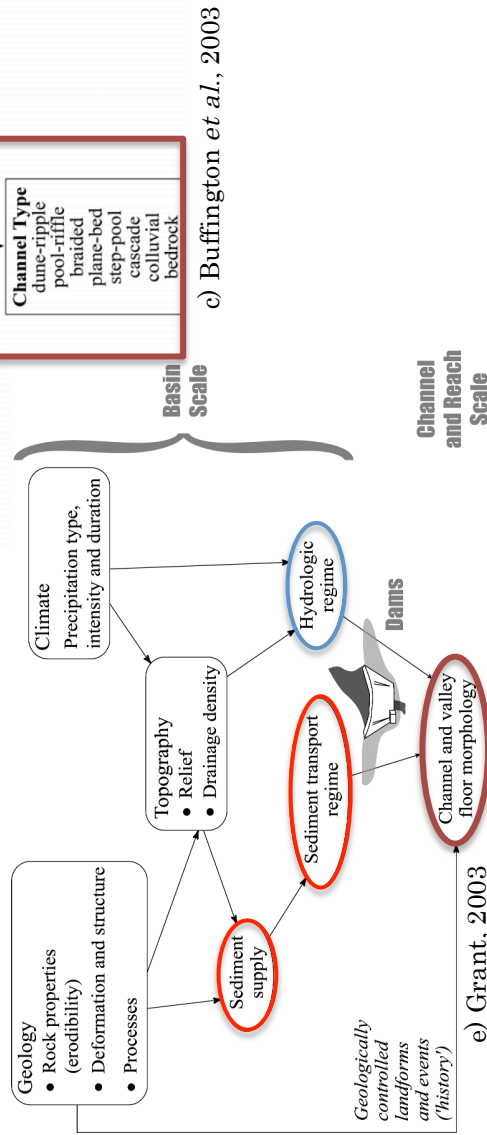 Channel Type
dune-ripple
pool-riffle
braided
plane-bed
step-pool
cascade
colluvial
bedrock
c) Buffington et al., 2003
Geology
• Rock properties
(erodibility)
• Deformation and structure
• Processes
Climate
Precipitation type,
intensity and duration
Topography
• Relief
• Drainage density
Basin
Scale
Sediment
supply
Hydrologic
regime
Sediment transport
regime
Dams
Channel
and Reach
Scale
Geologically
controlled
landforms
and events
('history')
Channel and valley
floor morphology
e) Grant, 2003